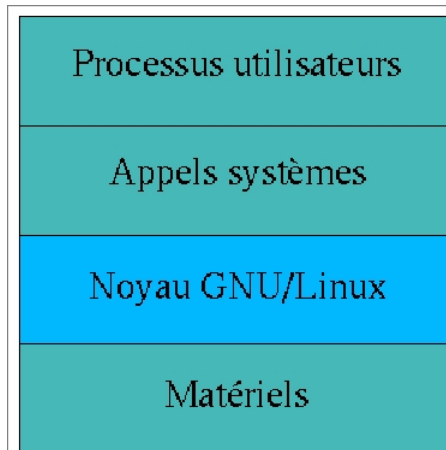 Processus utilisateurs
Appels systèmes
Noyau GNU/Linux
Matériels